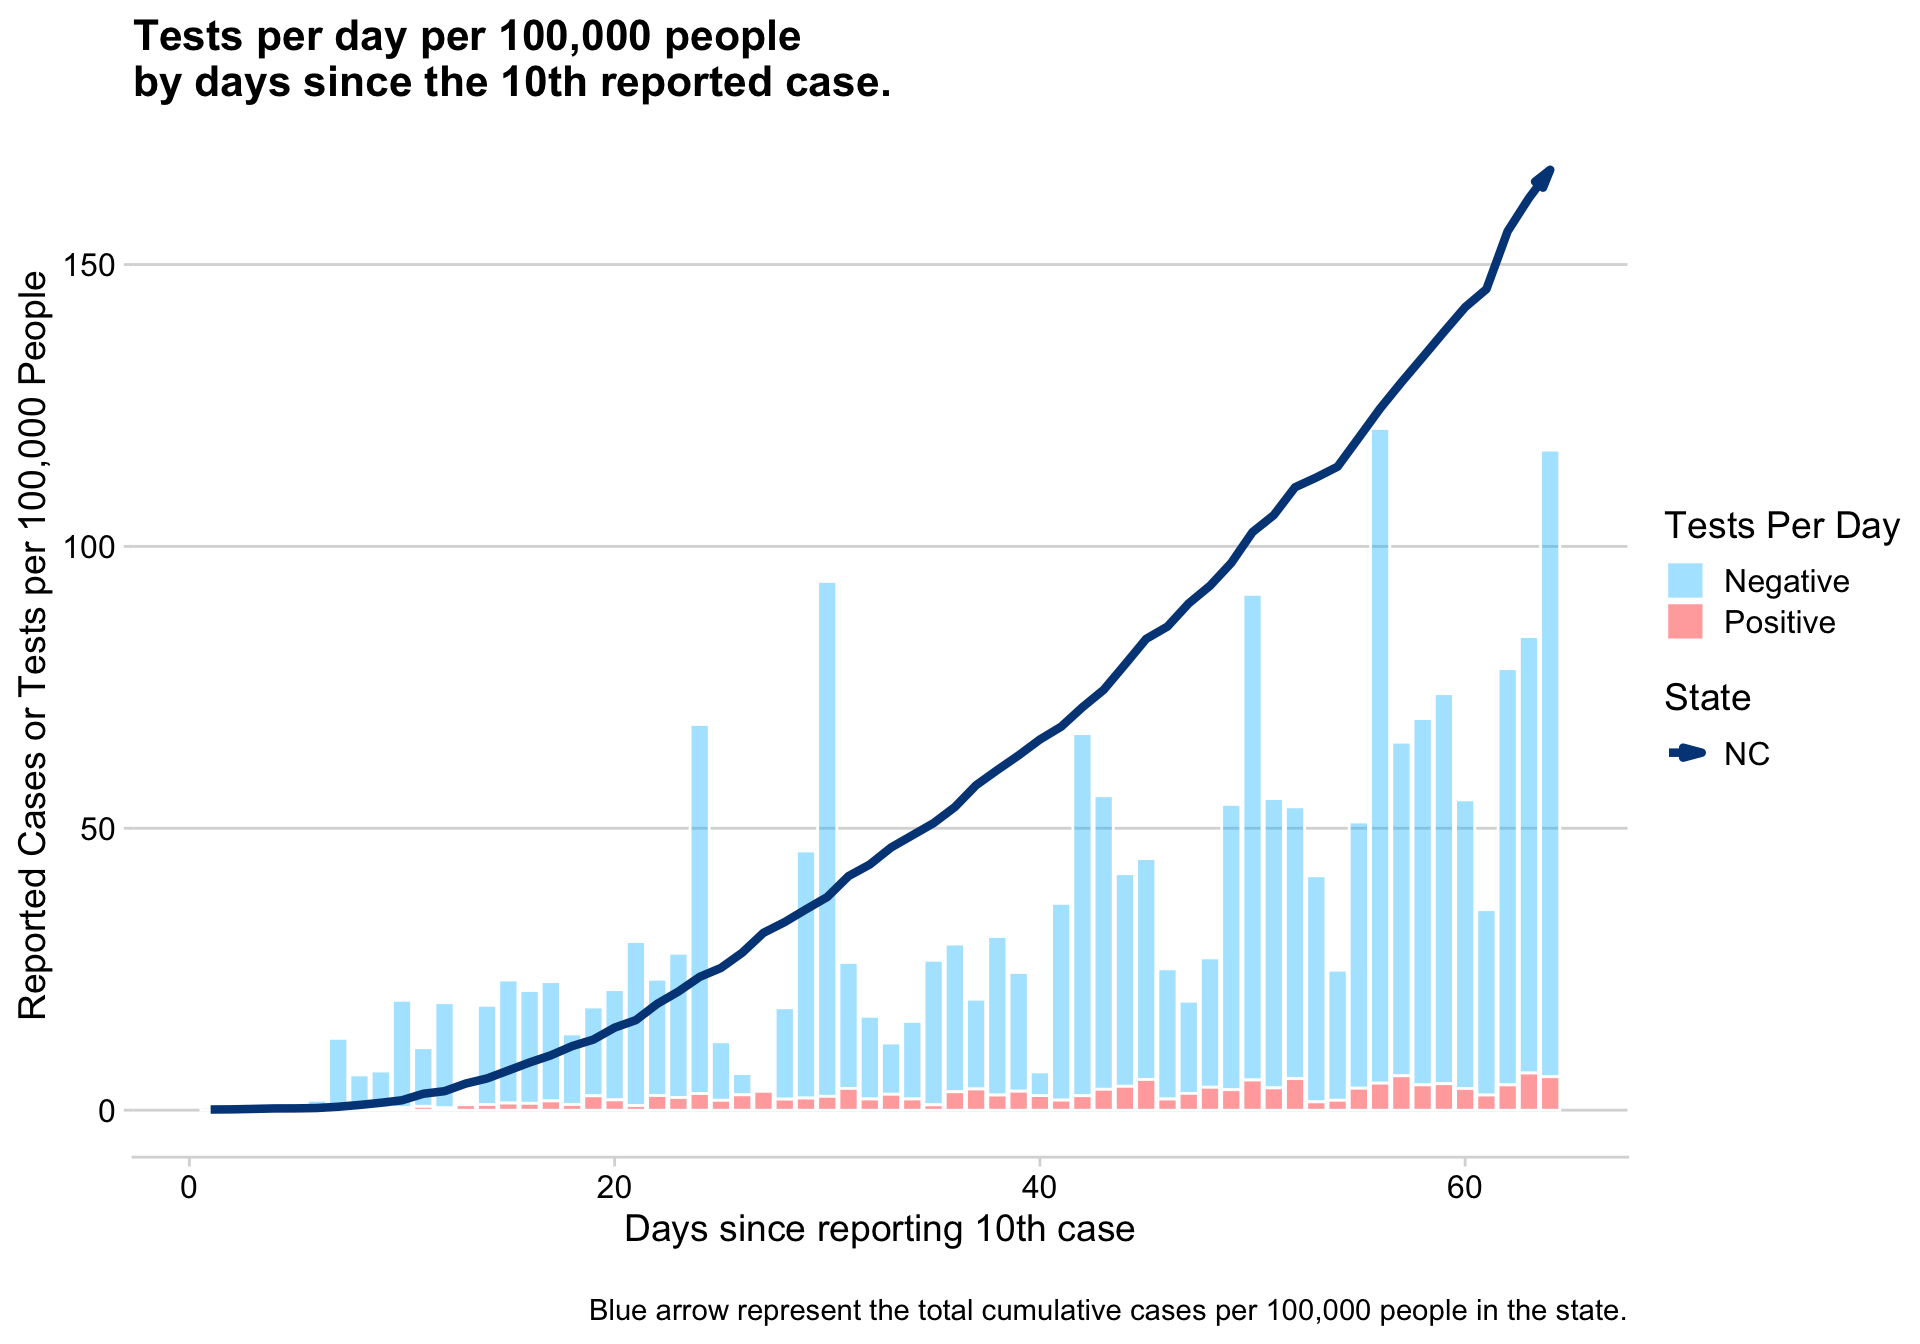 Tests per day per 100,000 people
by days since the 10th reported case.
Reported Cases or Tests per 100,000 People
150
100
50
0
0
20
40
60
Days since reporting 10th case
Tests Per Day
Negative
Positive
State
NC
Blue arrow represent the total cumulative cases per 100,000 people in the state.